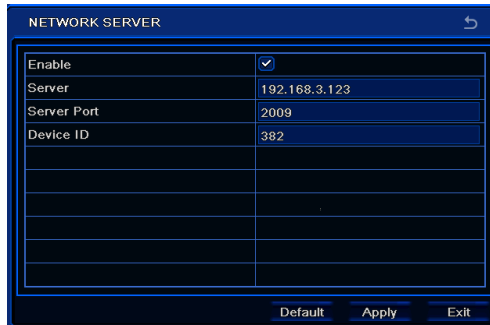 NETWORK SERVER
Enable
Server 192.168.3.123
Server Port 2009
Device ID 382
Default Apply Exit